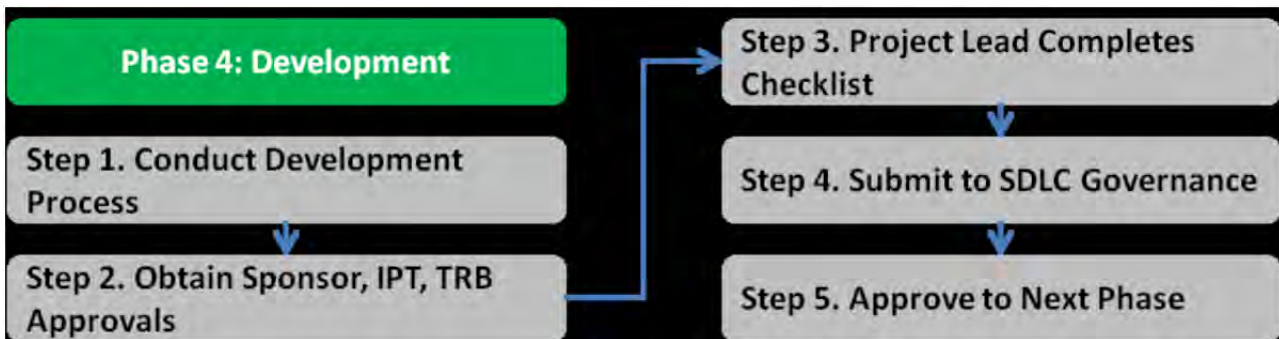 Phase 4: Development
Step 1. Conduct Development
Process
Step 2. Obtain Sponsor, IPT, TRB
Approvals
Step 3. Project Lead Completes
Checklist
Step 4. Submit to SDLC Governance
Step 5. Approve to Next Phase